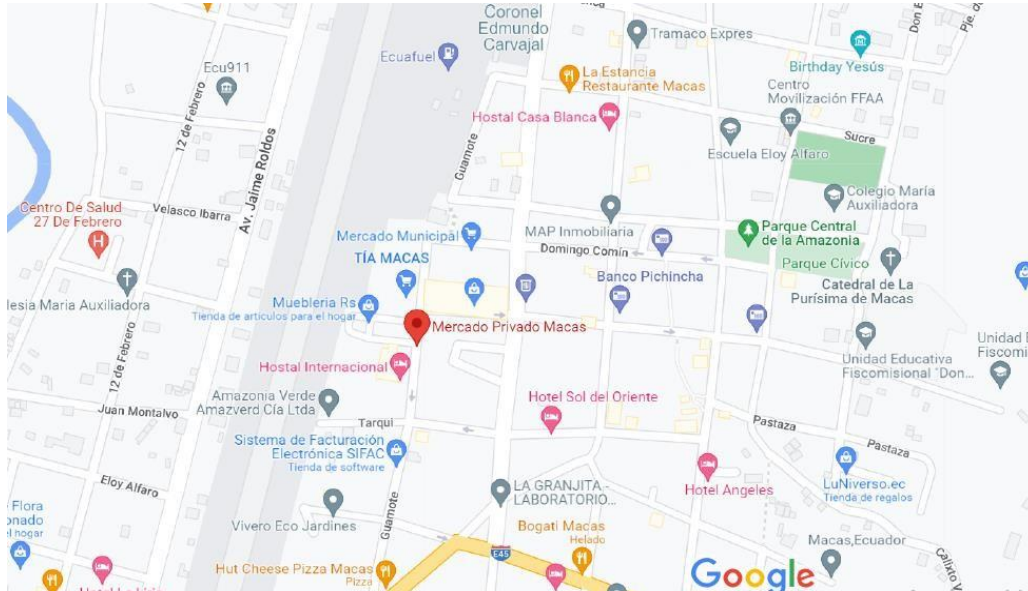 Coronel
Edmundo
Carvajal
Don B
Pje. d
Tramaco Expres
Ecuafuel
Ecu911
Birthday Yesús
La Estancia
Restaurante Macas
Centro
Movilización FFAA
12 de Febrero
Hostal Casa Blanca
Sucre
Guamote
Escuela Eloy Alfaro
Av. Jaime Roldos
Colegio María
Auxiliadora
Centro De Salud
27 De Febrero
Velasco Ibarra
MAP Inmobiliaria
Parque Central
de la Amazonia
Mercado Municipal
Domingo Comín
TÍA MACAS
Parque Cívico
Banco Pichincha
Catedral de La
Purísima de Macas
lesia Maria Auxiliadora
Muebleria Rs
Tienda de artículos para el hogar
Mercado Privado Macas
Unidad Educativa
Fiscomisional "Don...
Unidad
Fiscomisi
12 de Febrero
Hostal Internacional
Hotel Sol del Oriente
Amazonia Verde
Amazverd Cía Ltda
Juan Montalvo
Tarqui
Pastaza
Pastaza
Sistema de Facturación
Electrónica SIFAC
Tienda de software
Eloy Alfaro
LA GRANJITA -
LABORATORIO...
Hotel Angeles
LuNiverso.ec
Tienda de regalos
Flora
onado
l hogar
Vivero Eco Jardines
Guamote
Bogati Macas
Helado
Macas,Ecuador
E45
Calixto V
Hut Cheese Pizza Macas
Pizza
Google